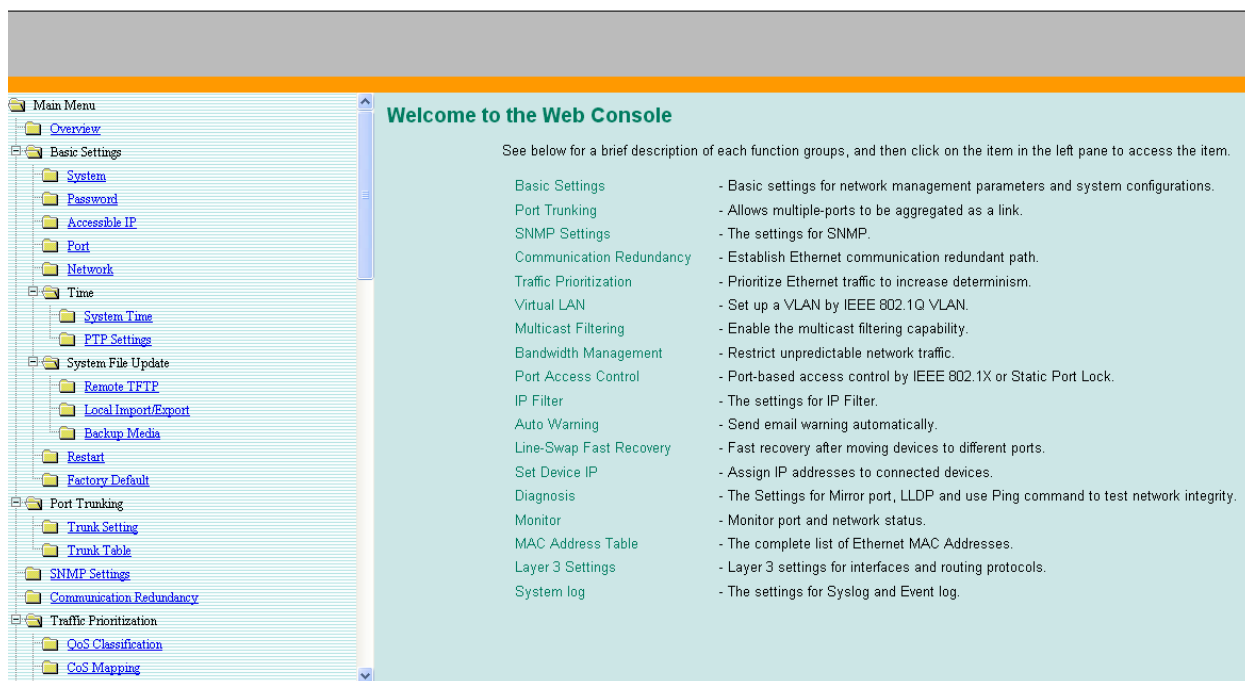 Main Menu
Overview
Basic Settings
System
Password
Accessible IP
Port
Network
Time
System Time
PTP Settings
System File Update
Remote TFTP
Local Import/Export
Backup Media
Restart
Factory Default
Port Trunking
Trunk Setting
Trunk Table
SNMP Settings
Communication Redundancy
Traffic Prioritization
QoS Classification
CoS Mapping
Welcome to the Web Console
See below for a brief description of each function groups, and then click on the item in the left pane to access the item.
Basic Settings - Basic settings for network management parameters and system configurations.
Port Trunking - Allows multiple-ports to be aggregated as a link.
SNMP Settings - The settings for SNMP.
Communication Redundancy - Establish Ethernet communication redundant path.
Traffic Prioritization - Prioritize Ethernet traffic to increase determinism.
Virtual LAN - Set up a VLAN by IEEE 802.1Q VLAN.
Multicast Filtering - Enable the multicast filtering capability.
Bandwidth Management - Restrict unpredictable network traffic.
Port Access Control - Port-based access control by IEEE 802.1X or Static Port Lock.
IP Filter - The settings for IP Filter.
Auto Warning - Send email warning automatically.
Line-Swap Fast Recovery - Fast recovery after moving devices to different ports.
Set Device IP - Assign IP addresses to connected devices.
Diagnosis - The Settings for Mirror port, LLDP and use Ping command to test network integrity.
Monitor - Monitor port and network status.
MAC Address Table - The complete list of Ethernet MAC Addresses.
Layer 3 Settings - Layer 3 settings for interfaces and routing protocols.
System log - The settings for Syslog and Event log.